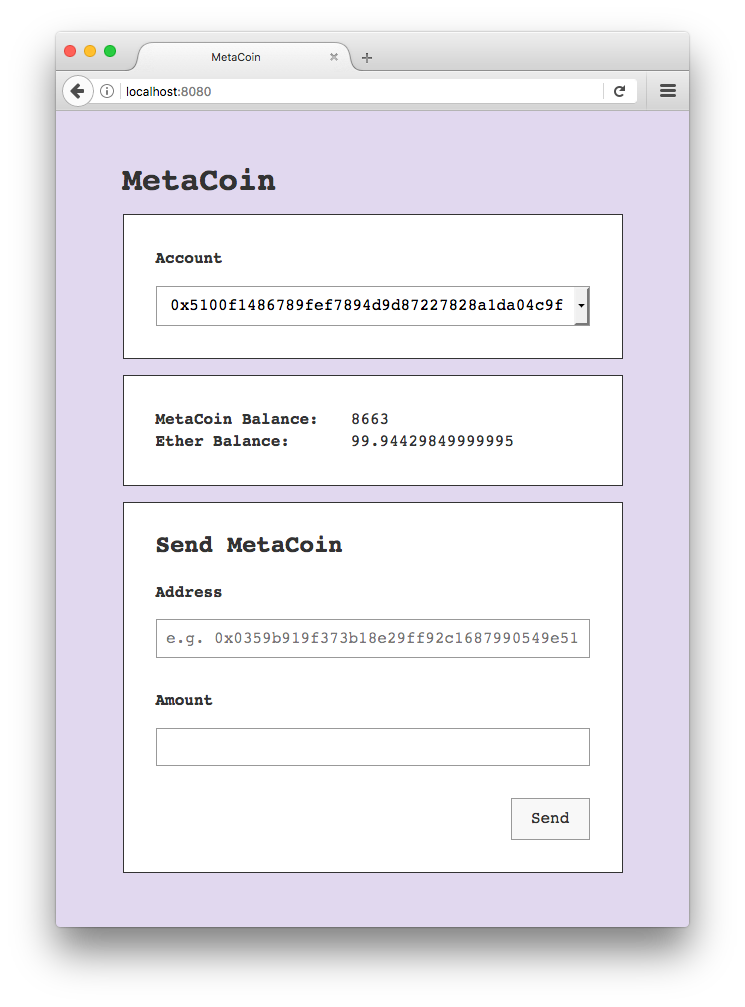 MetaCoin
localhost:8080
MetaCoin
Account
0x5100f1486789fef7894d9d87227828a1da04c9f
MetaCoin Balance: 8663
Ether Balance: 99.94429849999995
Send MetaCoin
Address
e.g. 0x0359b919f373b18e29ff92c1687990549e51
Amount
Send